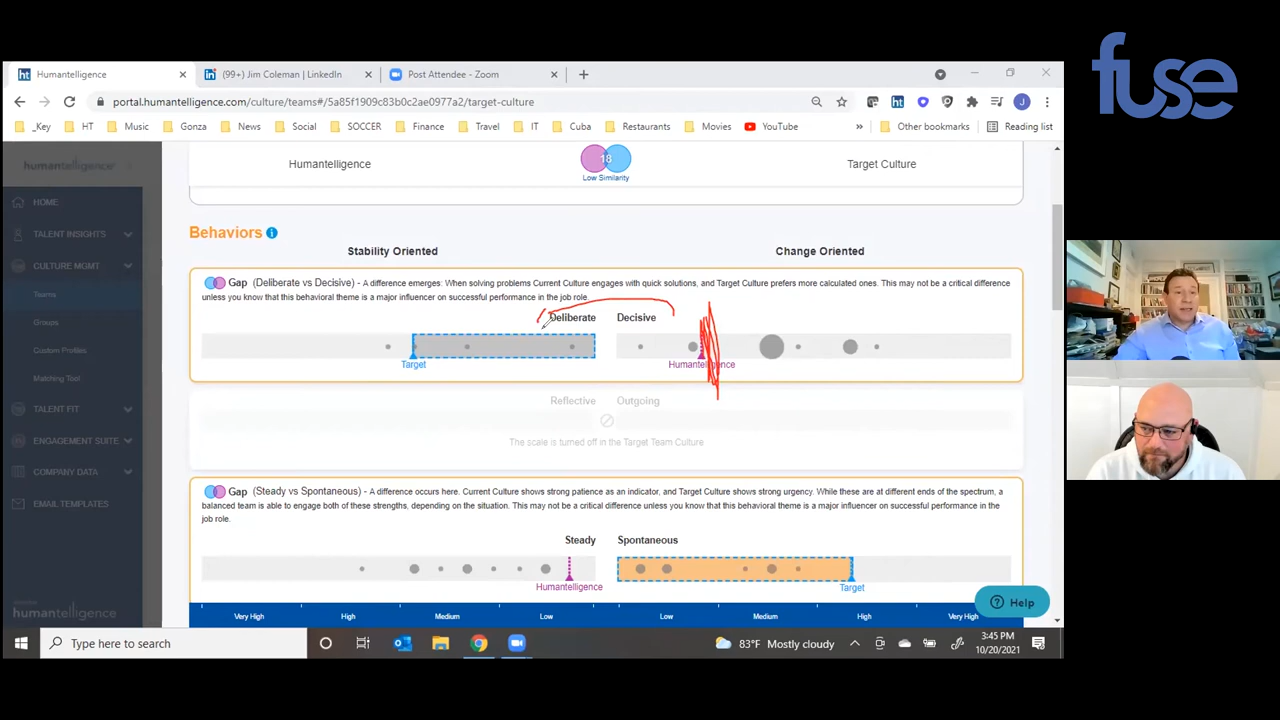 Humantelligence
(99+) Jim Coleman | LinkedIn
Post Attendee - Zoom
fuse
portal.humantelligence.com/culture/teams#/5a85f1909c83b0c2ae0977a2/target-culture
J
_Key
HT
Music
Gonza
News
Social
SOCCER
Finance
Travel
IT
Cuba
Restaurants
Movies
YouTube
»
Other bookmarks
Reading list
humantelligence
HOME
TALENT INSIGHTS
CULTURE MGMT
Teams
Groups
Custom Profiles
Matching Tool
TALENT FIT
ENGAGEMENT SUITE
COMPANY DATA
EMAIL TEMPLATES
humantelligence
Humantelligence
18
Low Similarity
Target Culture
Behaviors
Stability Oriented
Change Oriented
Gap (Deliberate vs Decisive) - A difference emerges: When solving problems Current Culture engages with quick solutions, and Target Culture prefers more calculated ones. This may not be a critical difference
unless you know that this behavioral theme is a major influencer on successful performance in the job role.
Deliberate
Decisive
Target
Humantelligence
Reflective
Outgoing
The scale is turned off in the Target Team Culture
Gap (Steady vs Spontaneous) - A difference occurs here. Current Culture shows strong patience as an indicator, and Target Culture shows strong urgency. While these are at different ends of the spectrum, a
balanced team is able to engage both of these strengths, depending on the situation. This may not be a critical difference unless you know that this behavioral theme is a major influencer on successful performance in the
job role.
Steady
Spontaneous
Humantelligence
Target
Help
Very High
High
Medium
Low
Low
Medium
High
Very High
Type here to search
83°F Mostly cloudy
3:45 PM
10/20/2021